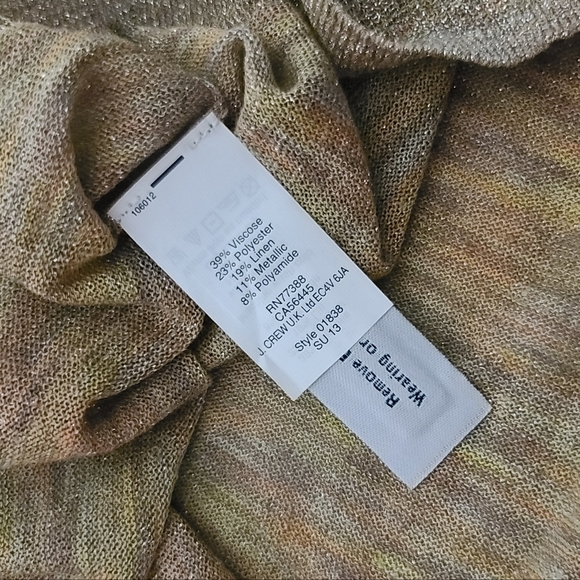 106012
39% Viscose
23% Polyester
19% Linen
11% Metallic
8% Polyamide
RN77388
CA56445
J. CREW U.K. Ltd EC4V 6JA
Style 01838
SU 13
Remove
Wearing or